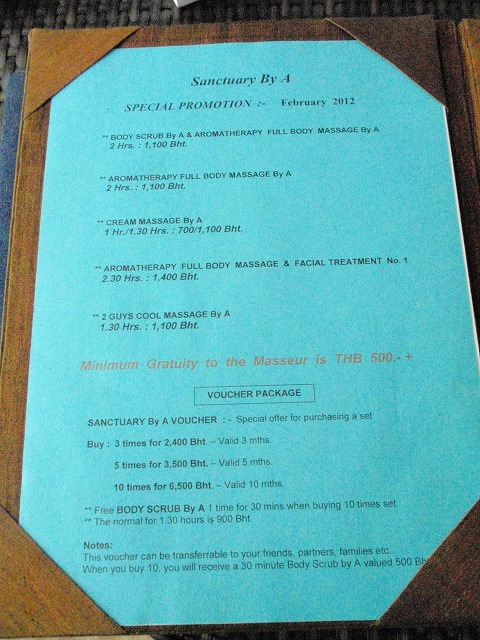 Sanctuary By A
SPECIAL PROMOTION :- February 2012
** BODY SCRUB By A & AROMATHERAPY FULL BODY MASSAGE By A
2 Hrs. : 1,100 Bht.
** AROMATHERAPY FULL BODY MASSAGE By A
2 Hrs. : 1,100 Bht.
** CREAM MASSAGE By A
1 Hr./1.30 Hrs. : 700/1,100 Bht.
** AROMATHERAPY FULL BODY MASSAGE & FACIAL TREATMENT No. 1
2.30 Hrs. : 1,400 Bht.
** 2 GUYS COOL MASSAGE By A
1.30 Hrs. : 1,100 Bht.
Minimum Gratuity to the Masseur is THB 500.- +
VOUCHER PACKAGE
SANCTUARY By A VOUCHER : - Special offer for purchasing a set
Buy : 3 times for 2,400 Bht. – Valid 3 mths.
5 times for 3,500 Bht. – Valid 5 mths.
10 times for 6,500 Bht. – Valid 10 mths.
** Free BODY SCRUB By A 1 time for 30 mins when buying 10 times set.
** The normal for 1.30 hours is 900 Bht.
Notes:
This voucher can be transferrable to your friends, partners, families etc.
When you buy 10, you will receive a 30 minute Body Scrub by A valued 500 Bh